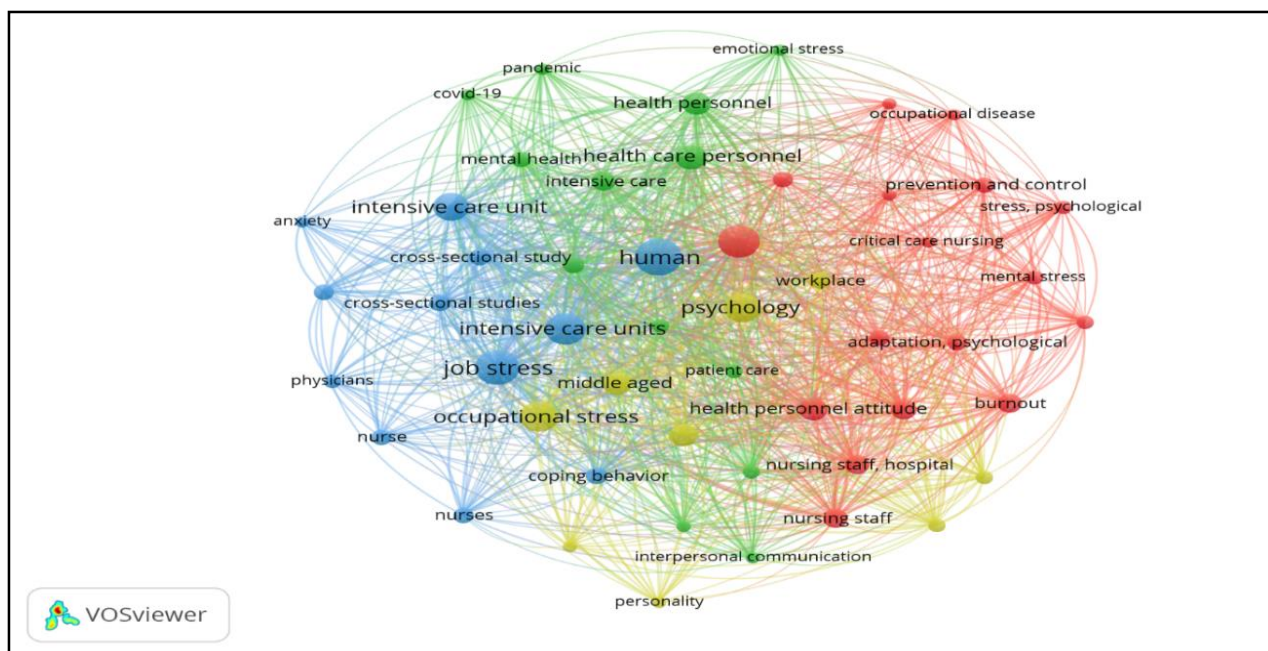 emotional stress
pandemic
covid-19
health personnel
occupational disease
mental health
health care personnel
intensive care
prevention and control
stress, psychological
intensive care unit
anxiety
critical care nursing
cross-sectional study
human
mental stress
workplace
cross-sectional studies
psychology
intensive care units
adaptation, psychological
job stress
patient care
physicians
middle aged
burnout
health personnel attitude
occupational stress
nurse
nursing staff, hospital
coping behavior
nurses
nursing staff
interpersonal communication
personality
VOSviewer